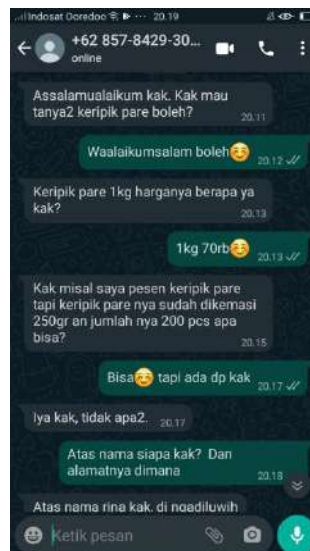 Indosat Ooredoo 20.19
+62 857-8429-30...
online
Assalamualaikum kak. Kak mau
tanya2 keripik pare boleh?
20.11
Waalaikumsalam boleh☺️
20.12
Keripik pare 1kg harganya berapa ya
kak?
20.13
1kg 70rb☺️
20.13
Kak misal saya pesen keripik pare
tapi keripik pare nya sudah dikemasi
250gr an jumlah nya 200 pcs apa
bisa?
20.15
Bisa☺️ tapi ada dp kak
20.17
Iya kak, tidak apa2.
20.17
Atas nama siapa kak? Dan
alamatnya dimana
20.18
Atas nama rina kak. di ngadiluwih
Ketik pesan